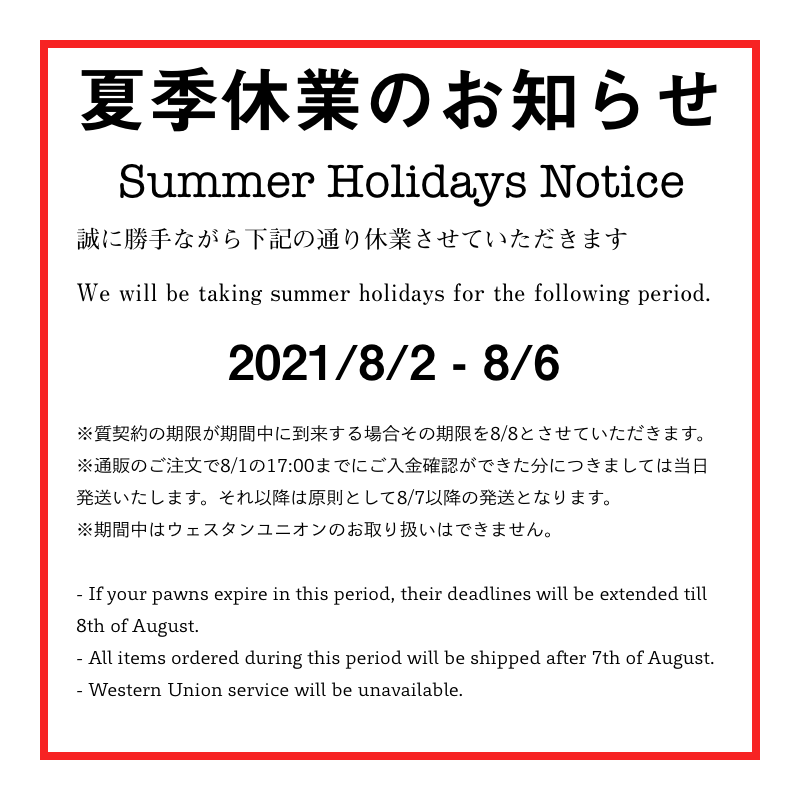 夏季休業のお知らせ
Summer Holidays Notice
誠に勝手ながら下記の通り休業させていただきます
We will be taking summer holidays for the following period.
2021/8/2 - 8/6
※質契約の期限が期間中に到来する場合その期限を8/8とさせていただきます。
※通販のご注文で8/1の17:00までにご入金確認ができた分につきましては当日
発送いたします。それ以降は原則として8/7以降の発送となります。
※期間中はウェスタンユニオンのお取り扱いはできません。
- If your pawns expire in this period, their deadlines will be extended till
8th of August.
- All items ordered during this period will be shipped after 7th of August.
- Western Union service will be unavailable.